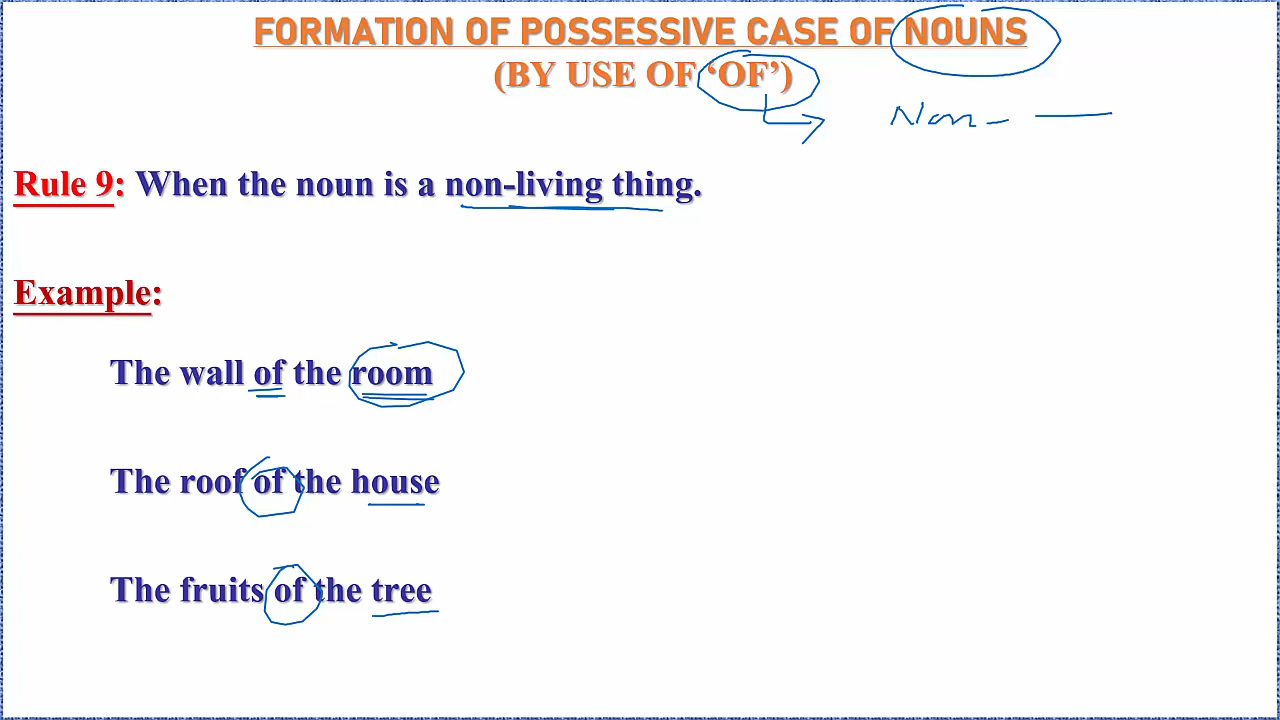 FORMATION OF POSSESSIVE CASE OF NOUNS
(BY USE OF ‘OF’)
Non -
Rule 9: When the noun is a non-living thing.
Example:
The wall of the room
The roof of the house
The fruits of the tree